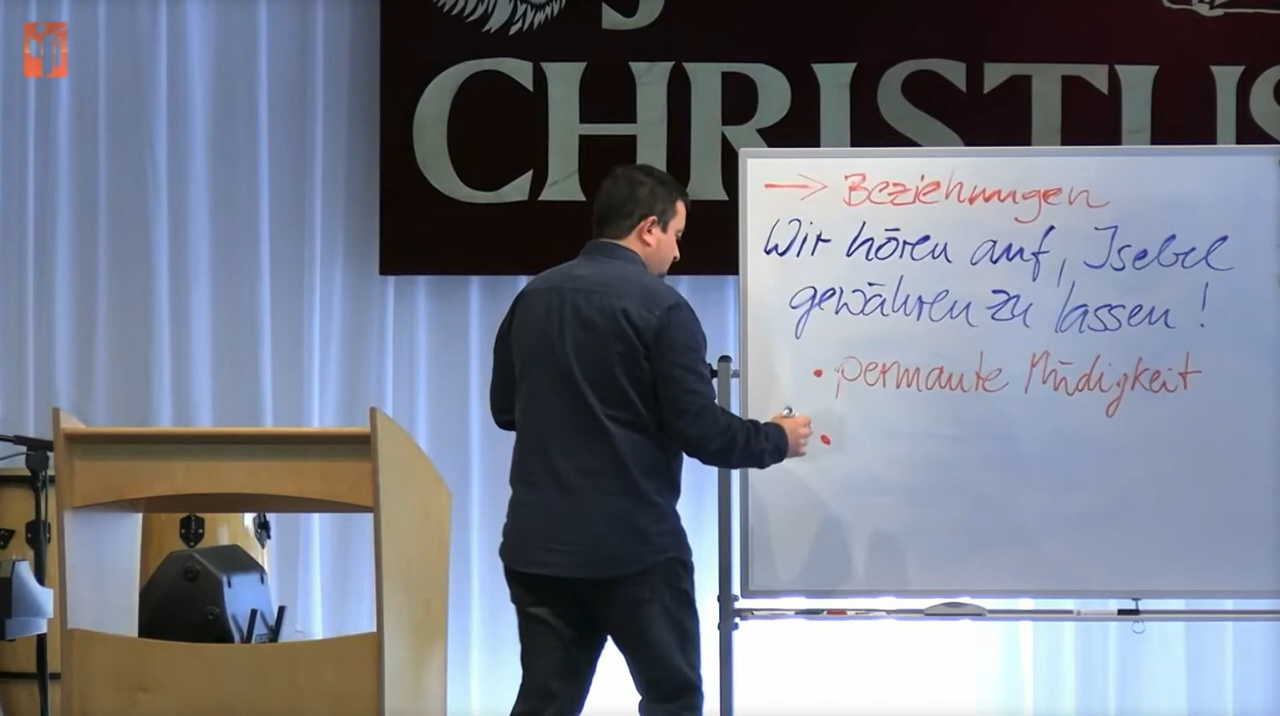 CHRISTUS
→ Beziehungen
Wir hören auf, Isebel
gewähren zu lassen!
• permante Müdigkeit
•